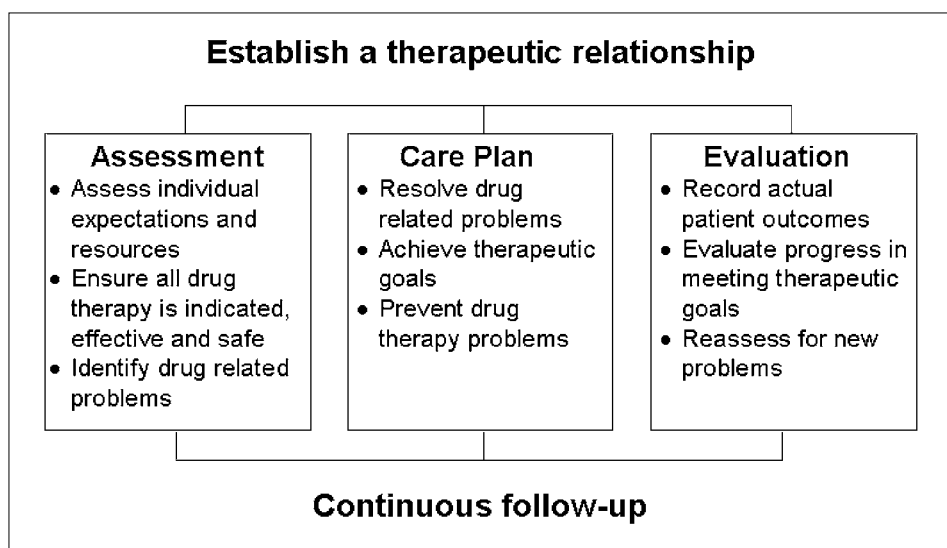 Establish a therapeutic relationship
Assessment
• Assess individual
expectations and
resources
• Ensure all drug
therapy is indicated,
effective and safe
• Identify drug related
problems
Care Plan
• Resolve drug
related problems
• Achieve therapeutic
goals
• Prevent drug
therapy problems
Evaluation
• Record actual
patient outcomes
• Evaluate progress in
meeting therapeutic
goals
• Reassess for new
problems
Continuous follow-up